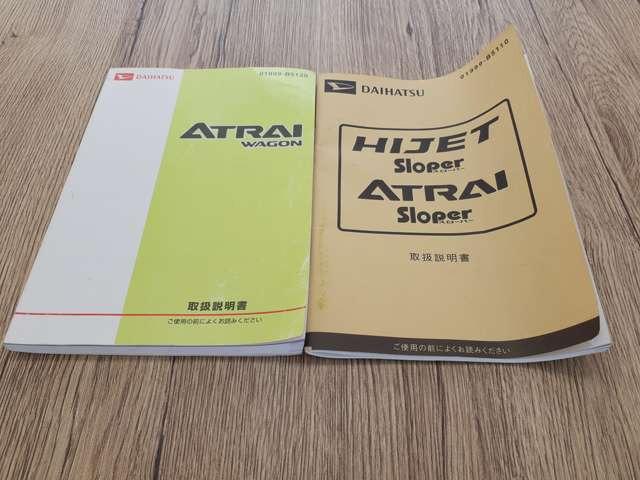 DAIHATSU
01999-B5120
ATRAI
WAGON
取扱説明書
ご使用の前によくお読みください
DAIHATSU
01999-B5110
HIJET
Sloper
スローパー
ATRAI
Sloper
スローパー
取扱説明書
ご使用の前によくお読みください